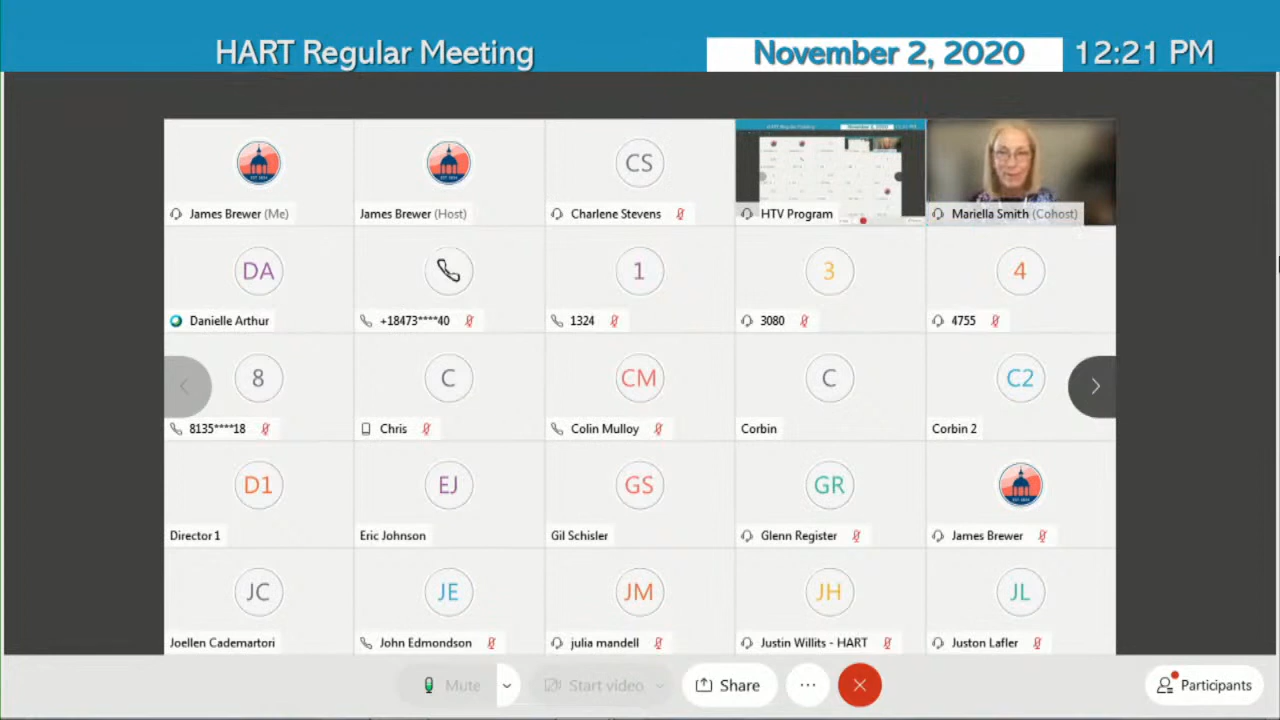 HART Regular Meeting
November 2, 2020
12:21 PM
CS
James Brewer (Me)
James Brewer (Host)
Charlene Stevens
HTV Program
Mariella Smith (Cohost)
DA
1
3
4
Danielle Arthur
+18473****40
1324
3080
4755
8
C
CM
C
C2
8135****18
Chris
Colin Mulloy
Corbin
Corbin 2
D1
EJ
GS
GR
Director 1
Eric Johnson
Gil Schisler
Glenn Register
James Brewer
JC
JE
JM
JH
JL
Joellen Cademartori
John Edmondson
julia mandell
Justin Willits - HART
Juston Lafler
Mute
Start video
Share
Participants